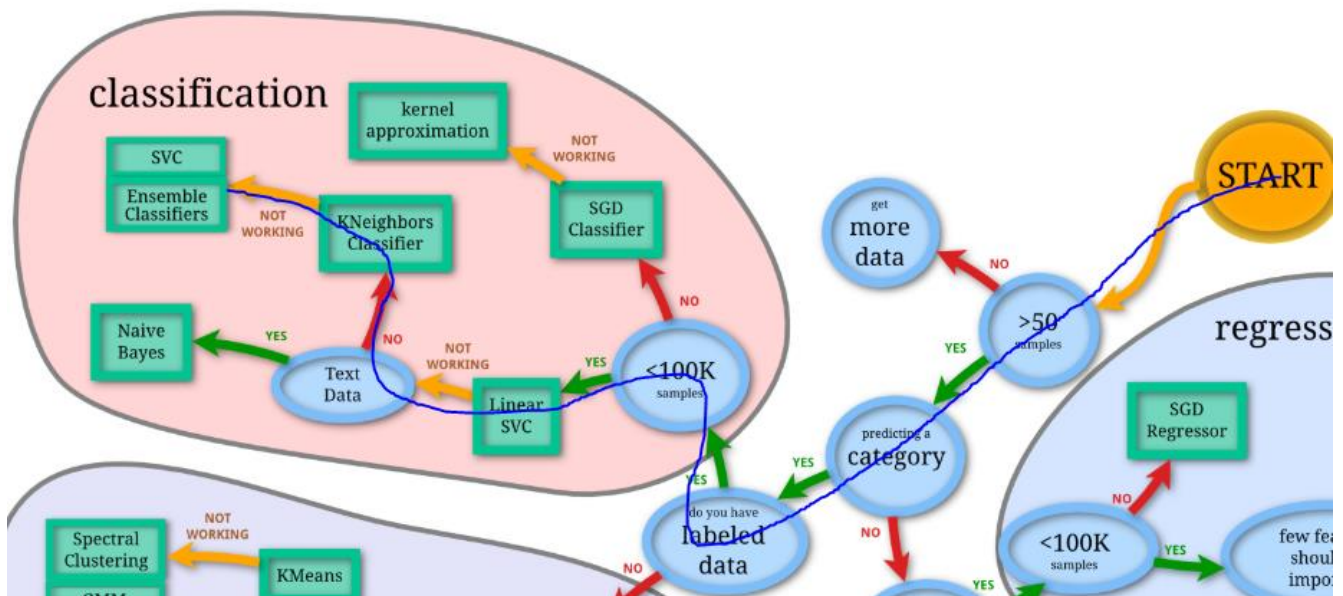 classification
kernel
approximation
NOT
WORKING
SVC
Ensemble
Classifiers
NOT
WORKING
KNeighbors
Classifier
SGD
Classifier
START
get
more
data
NO
NO
>50
samples
regress
Naive
Bayes
YES
NO
Text
Data
NOT
WORKING
YES
<100K
samples
Linear
SVC
YES
SGD
Regressor
predicting a
category
YES
YES
do you have
labeled
data
NO
NO
NO
<100K
samples
YES
few fea
shoul
impor
YES
Spectral
Clustering
NOT
WORKING
KMeans